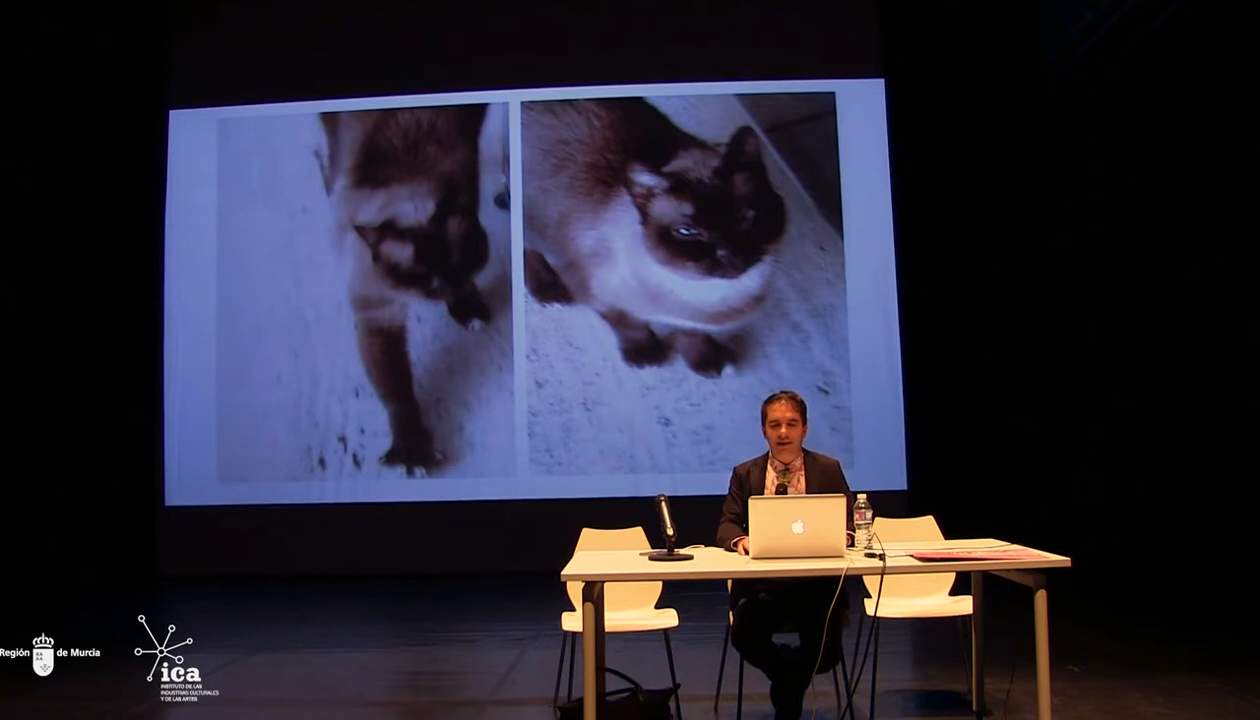 Región de Murcia
ica
INSTITUTO DE LAS
INDUSTRIAS CULTURALES
Y DE LAS ARTES